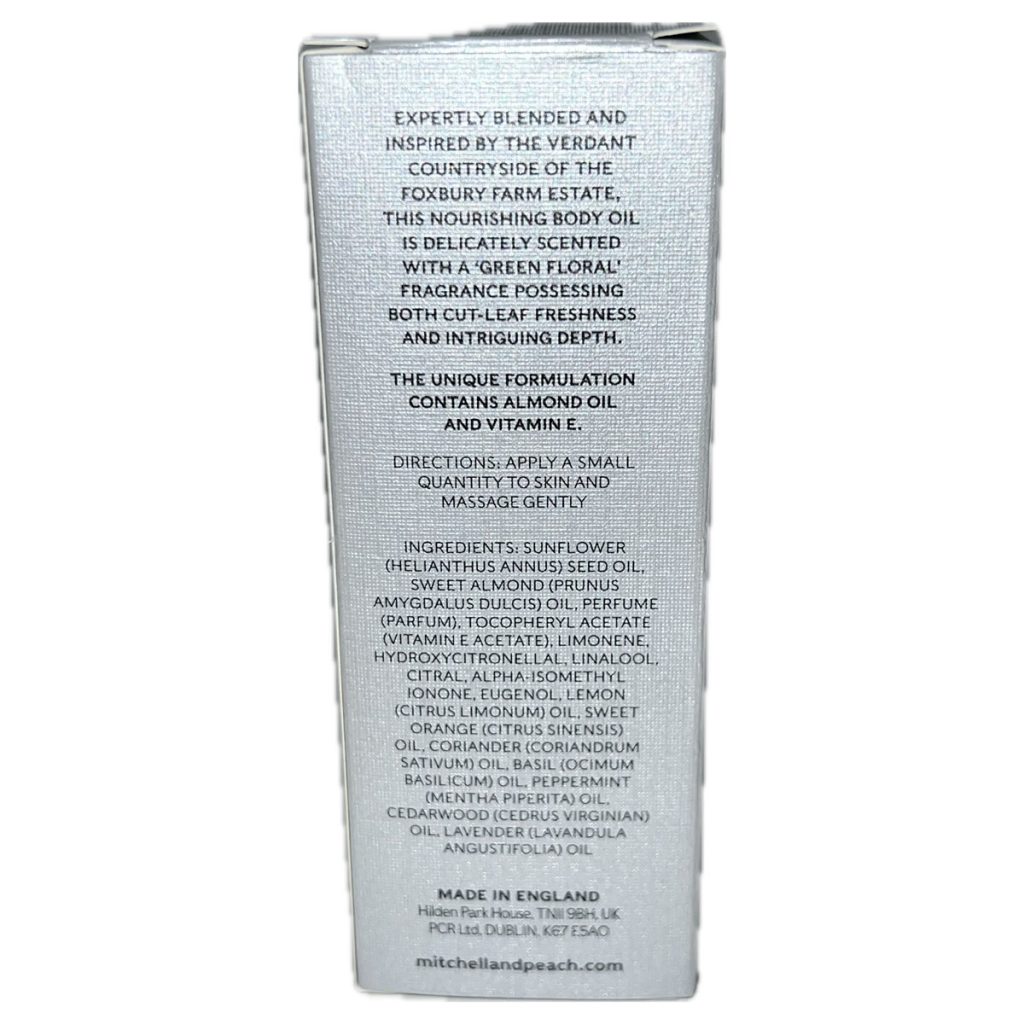 EXPERTLY BLENDED AND
INSPIRED BY THE VERDANT
COUNTRYSIDE OF THE
FOXBURY FARM ESTATE,
THIS NOURISHING BODY OIL
IS DELICATELY SCENTED
WITH A 'GREEN FLORAL'
FRAGRANCE POSSESSING
BOTH CUT-LEAF FRESHNESS
AND INTRIGUING DEPTH.
THE UNIQUE FORMULATION
CONTAINS ALMOND OIL
AND VITAMIN E.
DIRECTIONS: APPLY A SMALL
QUANTITY TO SKIN AND
MASSAGE GENTLY
INGREDIENTS: SUNFLOWER
(HELIANTHUS ANNUS) SEED OIL,
SWEET ALMOND (PRUNUS
AMYGDALUS DULCIS) OIL, PERFUME
(PARFUM), TOCOPHERYL ACETATE
(VITAMIN E ACETATE), LIMONENE,
HYDROXYCITRONELLAL, LINALOOL,
CITRAL, ALPHA-ISOMETHYL
IONONE, EUGENOL, LEMON
(CITRUS LIMONUM) OIL, SWEET
ORANGE (CITRUS SINENSIS)
OIL, CORIANDER (CORIANDRUM
SATIVUM) OIL, BASIL (OCIMUM
BASILICUM) OIL, PEPPERMINT
(MENTHA PIPERITA) OIL,
CEDARWOOD (CEDRUS VIRGINIAN)
OIL, LAVENDER (LAVANDULA
ANGUSTIFOLIA) OIL
MADE IN ENGLAND
Hilden Park House, TN11 9BH, UK
PCR Ltd, DUBLIN, K67 E5AO
mitchellandpeach.com